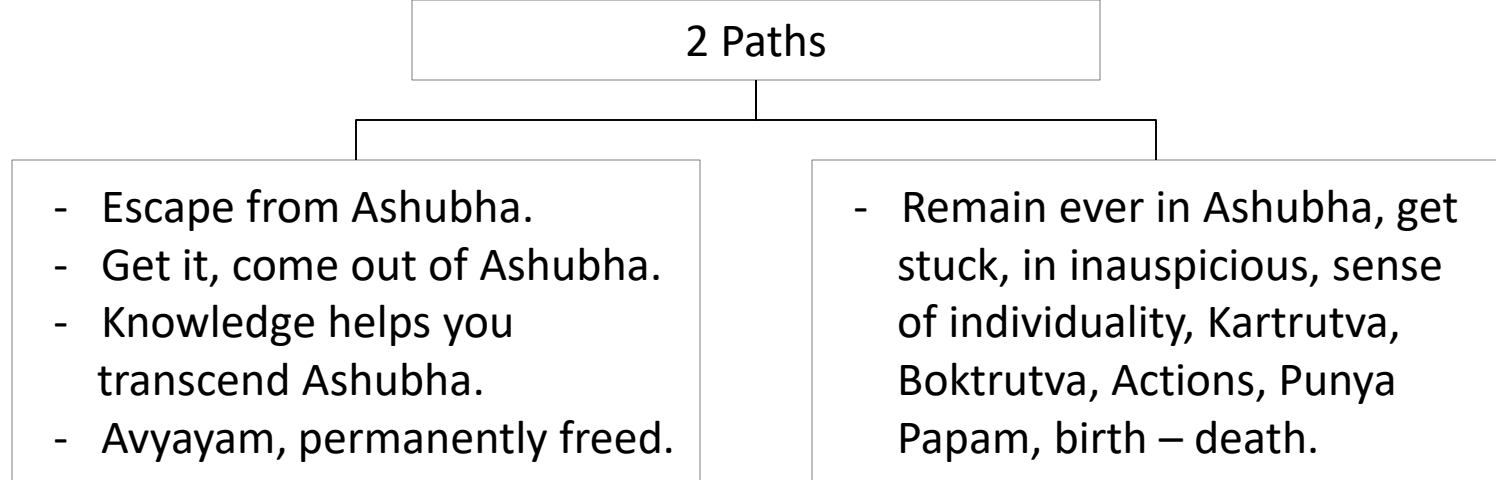 2 Paths
- Escape from Ashubha.
- Get it, come out of Ashubha.
- Knowledge helps you
transcend Ashubha.
- Avyayam, permanently freed.
- Remain ever in Ashubha, get
stuck, in inauspicious, sense
of individuality, Kartrutva,
Boktrutva, Actions, Punya
Papam, birth – death.